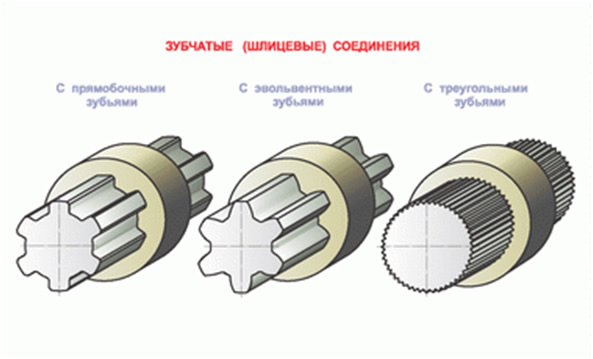 ЗУБЧАТЫЕ (ШЛИЦЕВЫЕ) СОЕДИНЕНИЯ
С прямобочными
зубьями
С эвольвентными
зубьями
С треугольными
зубьями